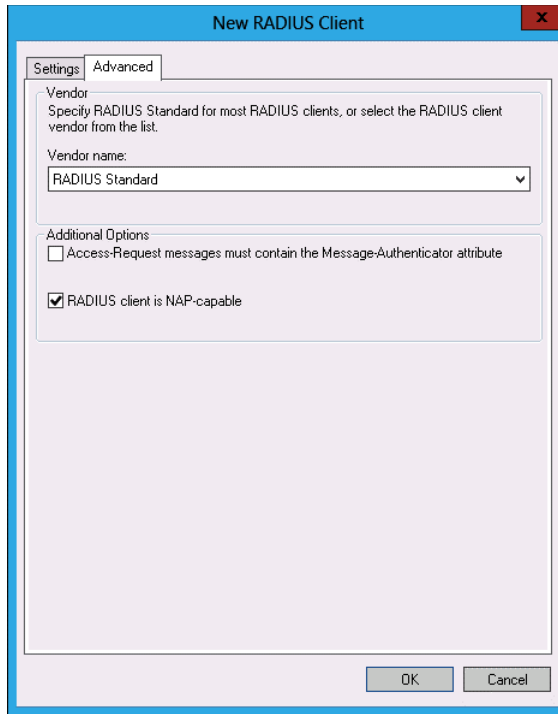 New RADIUS Client
x
Settings
Advanced
Vendor
Specify RADIUS Standard for most RADIUS clients, or select the RADIUS client
vendor from the list.
Vendor name:
RADIUS Standard
Additional Options
Access-Request messages must contain the Message-Authenticator attribute
RADIUS client is NAP-capable
OK
Cancel